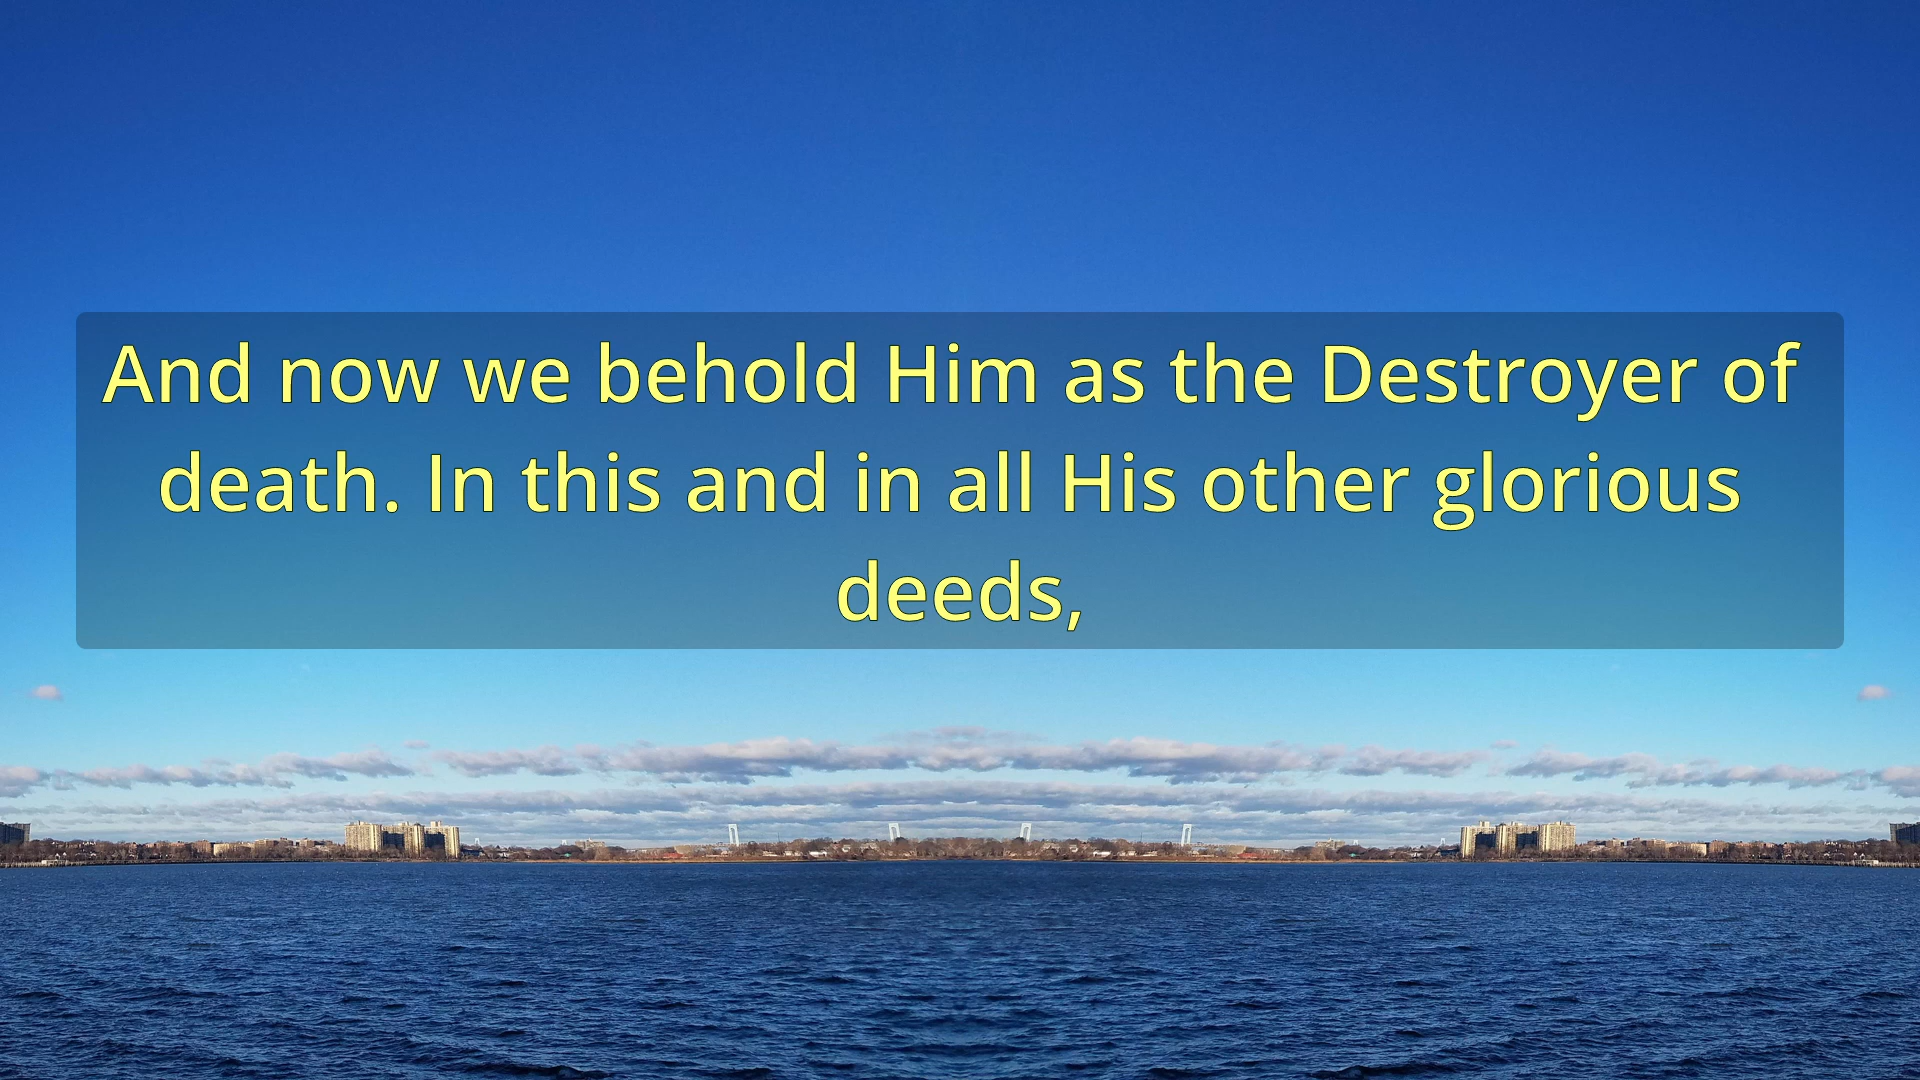 And now we behold Him as the Destroyer of
death. In this and in all His other glorious
deeds,